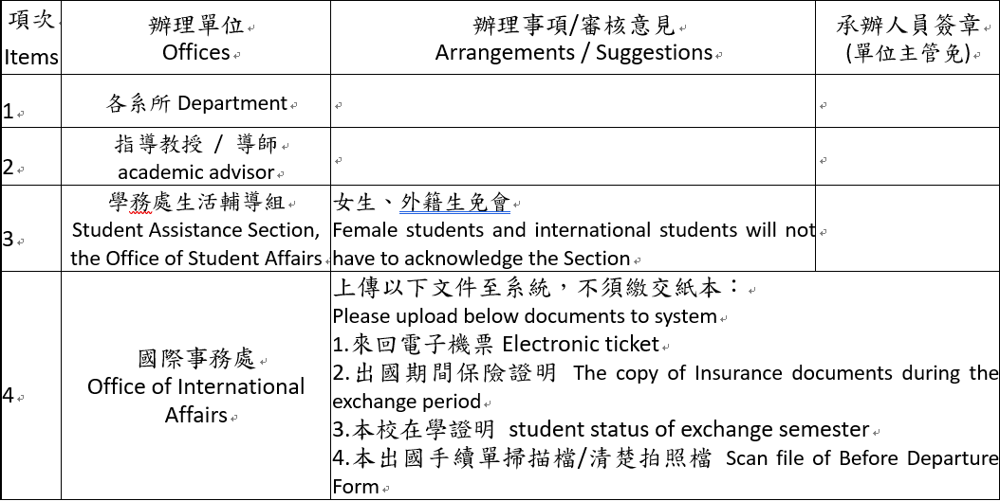 項次
Items
辦理單位
Offices
辦理事項/審核意見
Arrangements / Suggestions
承辦人員簽章
(單位主管免)
1
各系所 Department
2
指導教授 / 導師
academic advisor
3
學務處生活輔導組
Student Assistance Section,
the Office of Student Affairs
女生、外籍生免會
Female students and international students will not
have to acknowledge the Section
4
國際事務處
Office of International
Affairs
上傳以下文件至系統，不須繳交紙本：
Please upload below documents to system
1.來回電子機票 Electronic ticket
2.出國期間保險證明 The copy of Insurance documents during the
exchange period
3.本校在學證明 student status of exchange semester
4.本出國手續單掃描檔/清楚拍照檔 Scan file of Before Departure
Form